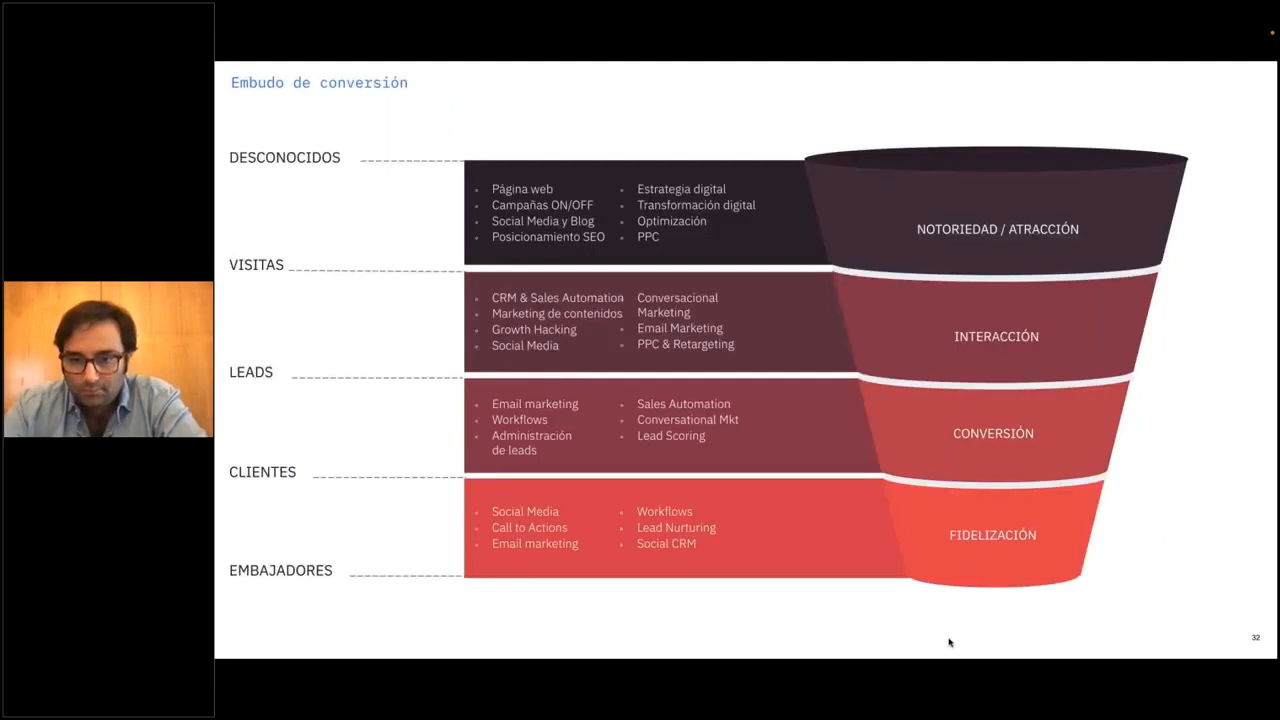 Embudo de conversión
DESCONOCIDOS
Página web
Campañas ON/OFF
Social Media y Blog
Posicionamiento SEO
Estrategia digital
Transformación digital
Optimización
PPC
NOTORIEDAD / ATRACCIÓN
VISITAS
CRM & Sales Automation
Marketing de contenidos
Growth Hacking
Social Media
Conversacional
Marketing
Email Marketing
PPC & Retargeting
INTERACCIÓN
LEADS
Email marketing
Workflows
Administración
de leads
Sales Automation
Conversational Mkt
Lead Scoring
CONVERSIÓN
CLIENTES
Social Media
Call to Actions
Email marketing
Workflows
Lead Nurturing
Social CRM
FIDELIZACIÓN
EMBAJADORES
32